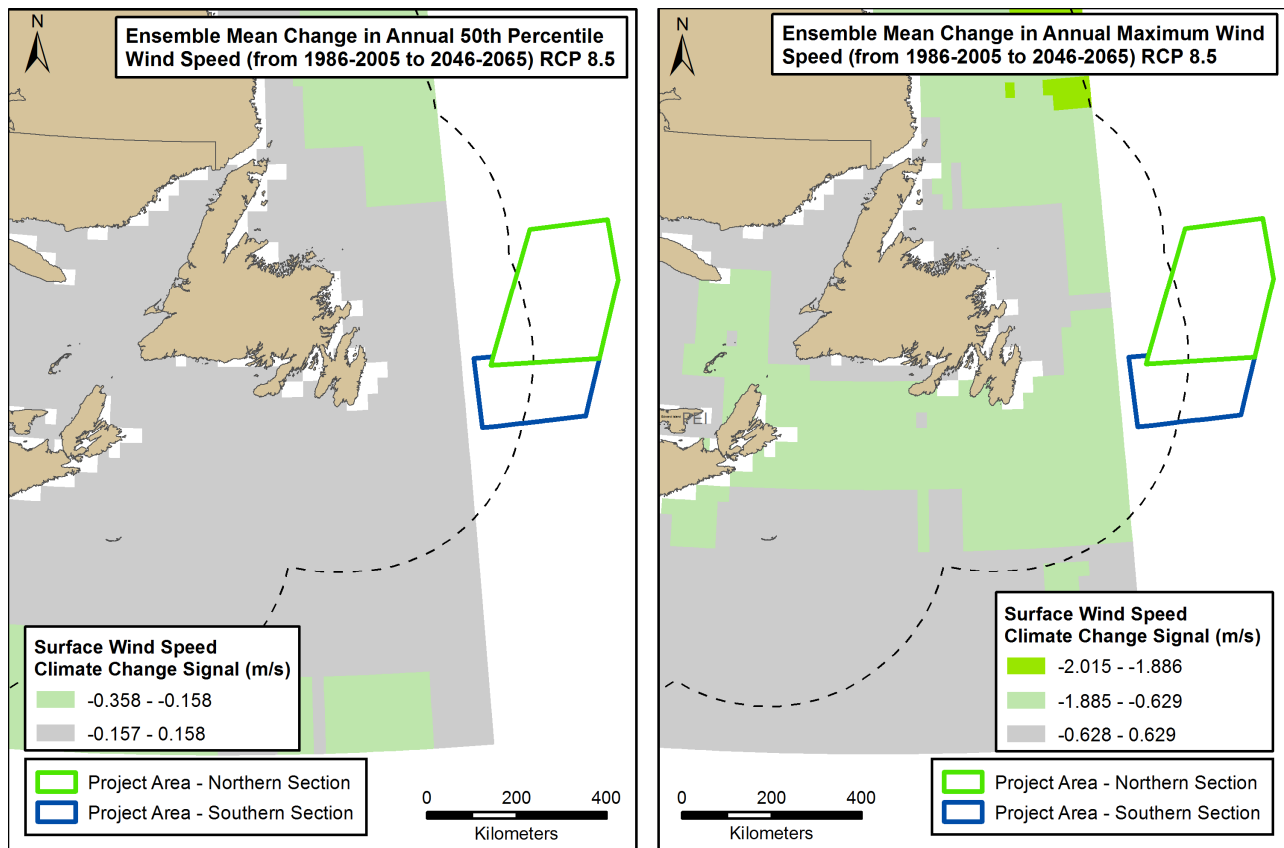 N
Ensemble Mean Change in Annual 50th Percentile
Wind Speed (from 1986-2005 to 2046-2065) RCP 8.5
Surface Wind Speed
Climate Change Signal (m/s)
-0.358 - -0.158
-0.157 - 0.158
Project Area - Northern Section
Project Area - Southern Section
0 200 400
Kilometers
N
Ensemble Mean Change in Annual Maximum Wind
Speed (from 1986-2005 to 2046-2065) RCP 8.5
PEI
Surface Wind Speed
Climate Change Signal (m/s)
-2.015 - -1.886
-1.885 - -0.629
-0.628 - 0.629
Project Area - Northern Section
Project Area - Southern Section
0 200 400
Kilometers